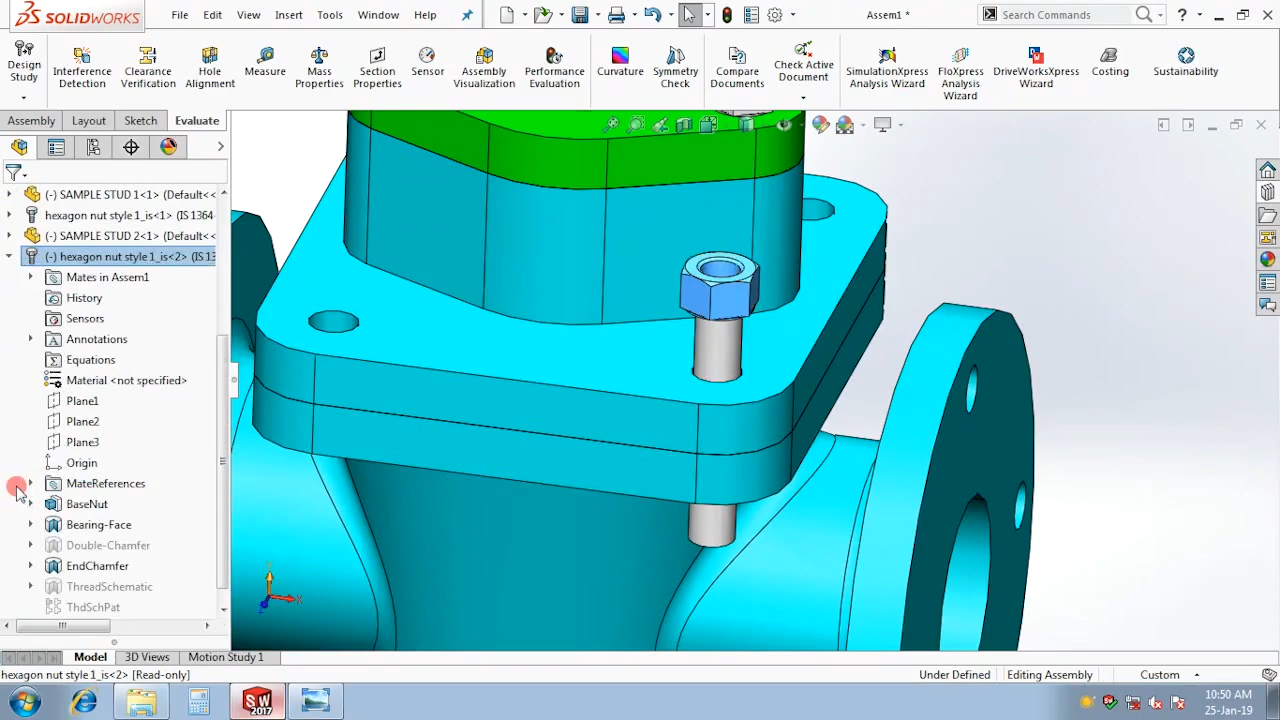 SOLIDWORKS File Edit View Insert Tools Window Help Assem1 * Search Commands ?
Design Study
Interference Detection
Clearance Verification
Hole Alignment
Measure
Mass Properties
Section Properties
Sensor
Assembly Visualization
Performance Evaluation
Curvature
Symmetry Check
Compare Documents
Check Active Document
SimulationXpress Analysis Wizard
FloXpress Analysis Wizard
DriveWorksXpress Wizard
Costing
Sustainability
Assembly Layout Sketch Evaluate
(-) SAMPLE STUD 1<1> (Default<<
hexagon nut style 1_is<1> (IS 1364-
(-) SAMPLE STUD 2<1> (Default<<
(-) hexagon nut style 1_is<2> (IS 13
Mates in Assem1
History
Sensors
Annotations
Equations
Material <not specified>
Plane1
Plane2
Plane3
Origin
MateReferences
BaseNut
Bearing-Face
Double-Chamfer
EndChamfer
ThreadSchematic
ThdSchPat
Model 3D Views Motion Study 1
hexagon nut style 1_is<2> [Read-only] Under Defined Editing Assembly Custom
SW 2017
10:50 AM
25-Jan-19